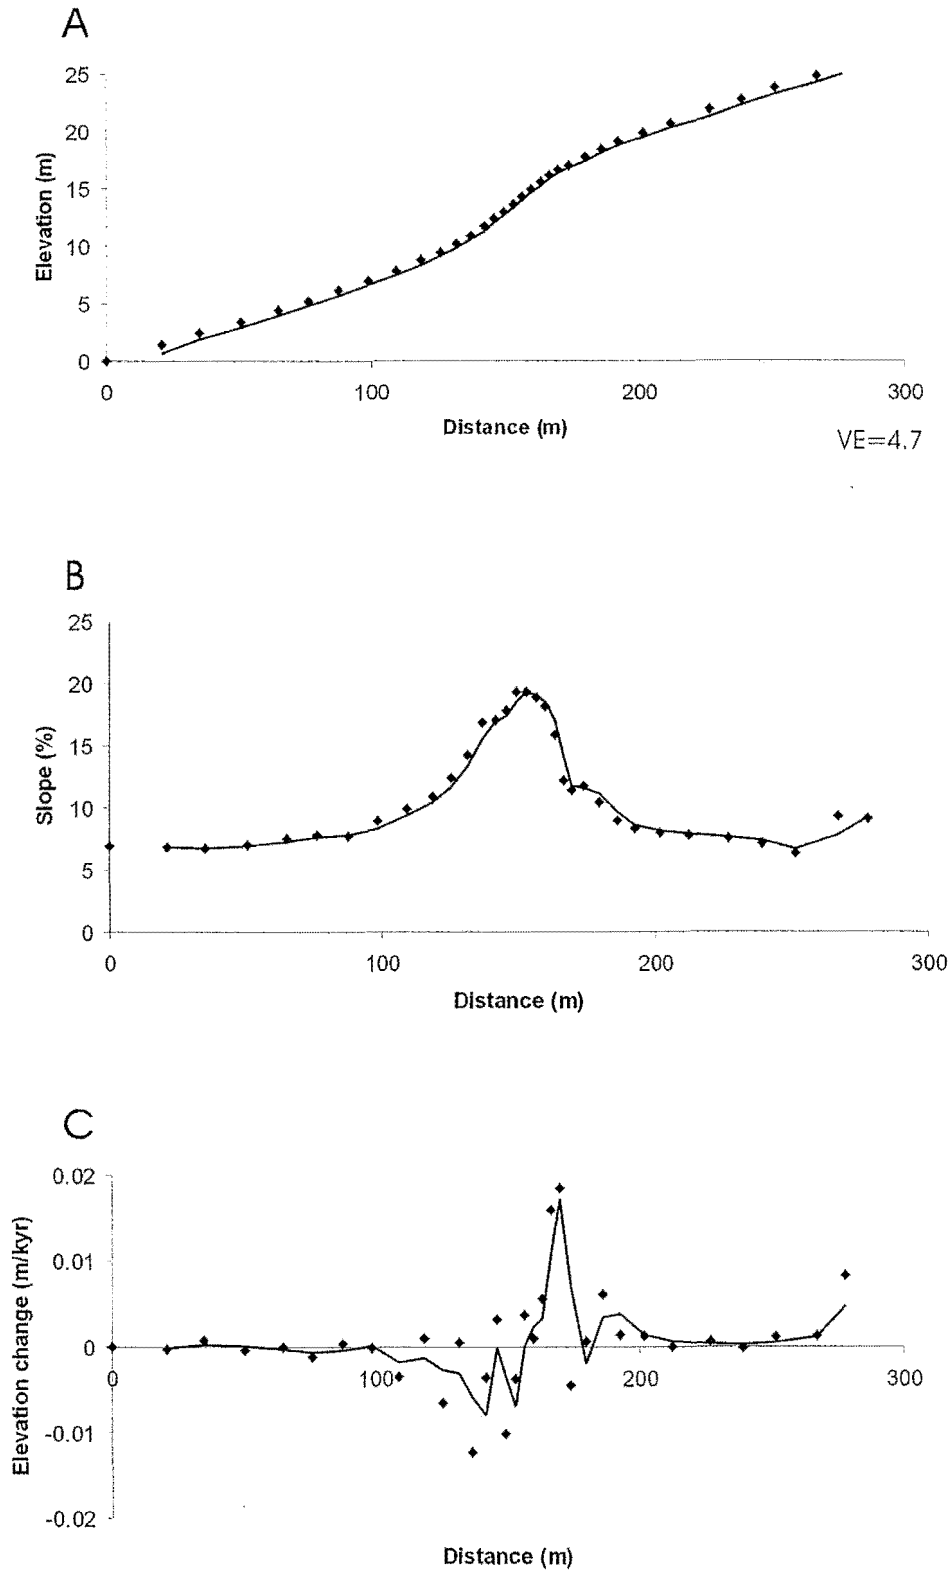 A
25
20
15
10
5
0
Elevation (m)
0 100 200 300
Distance (m)
VE=4.7
B
25
20
15
10
5
0
Slope (%)
0 100 200 300
Distance (m)
C
0.02
0.01
0
-0.01
-0.02
Elevation change (m/kyr)
0 100 200 300
Distance (m)